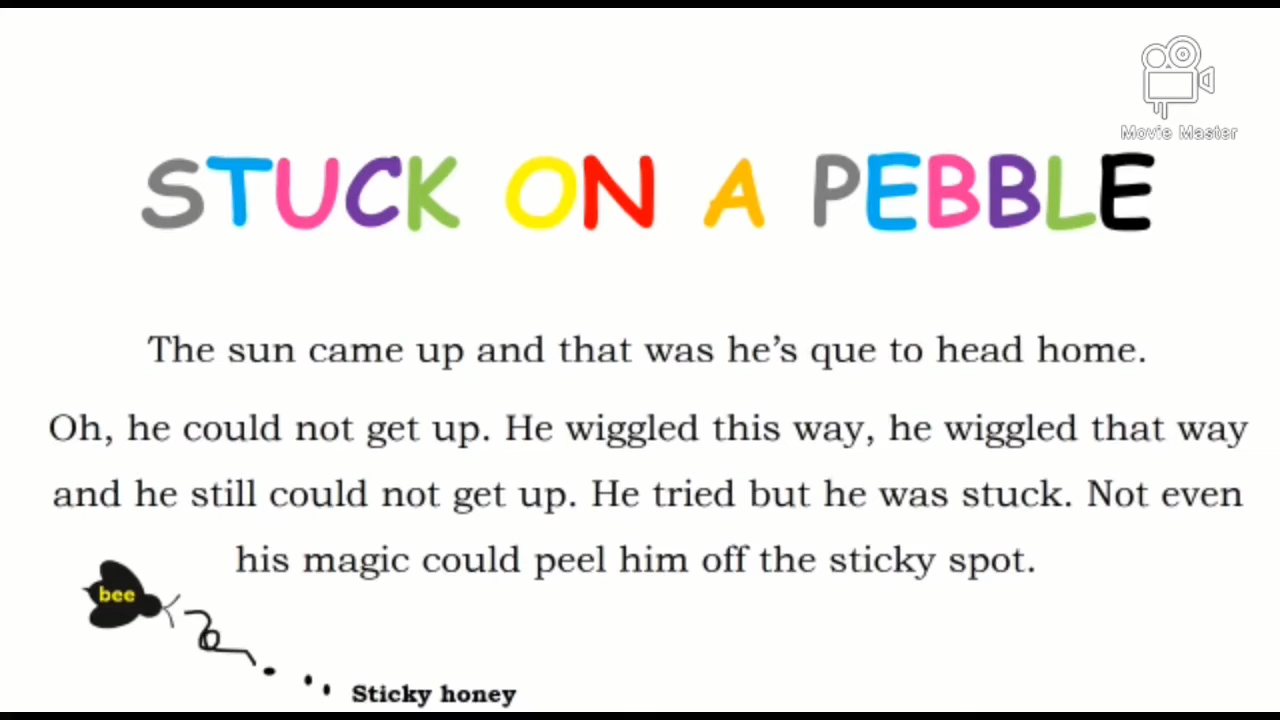 Movie Master
STUCK ON A PEBBLE
The sun came up and that was he's que to head home.
Oh, he could not get up. He wiggled this way, he wiggled that way
and he still could not get up. He tried but he was stuck. Not even
his magic could peel him off the sticky spot.
bee
Sticky honey